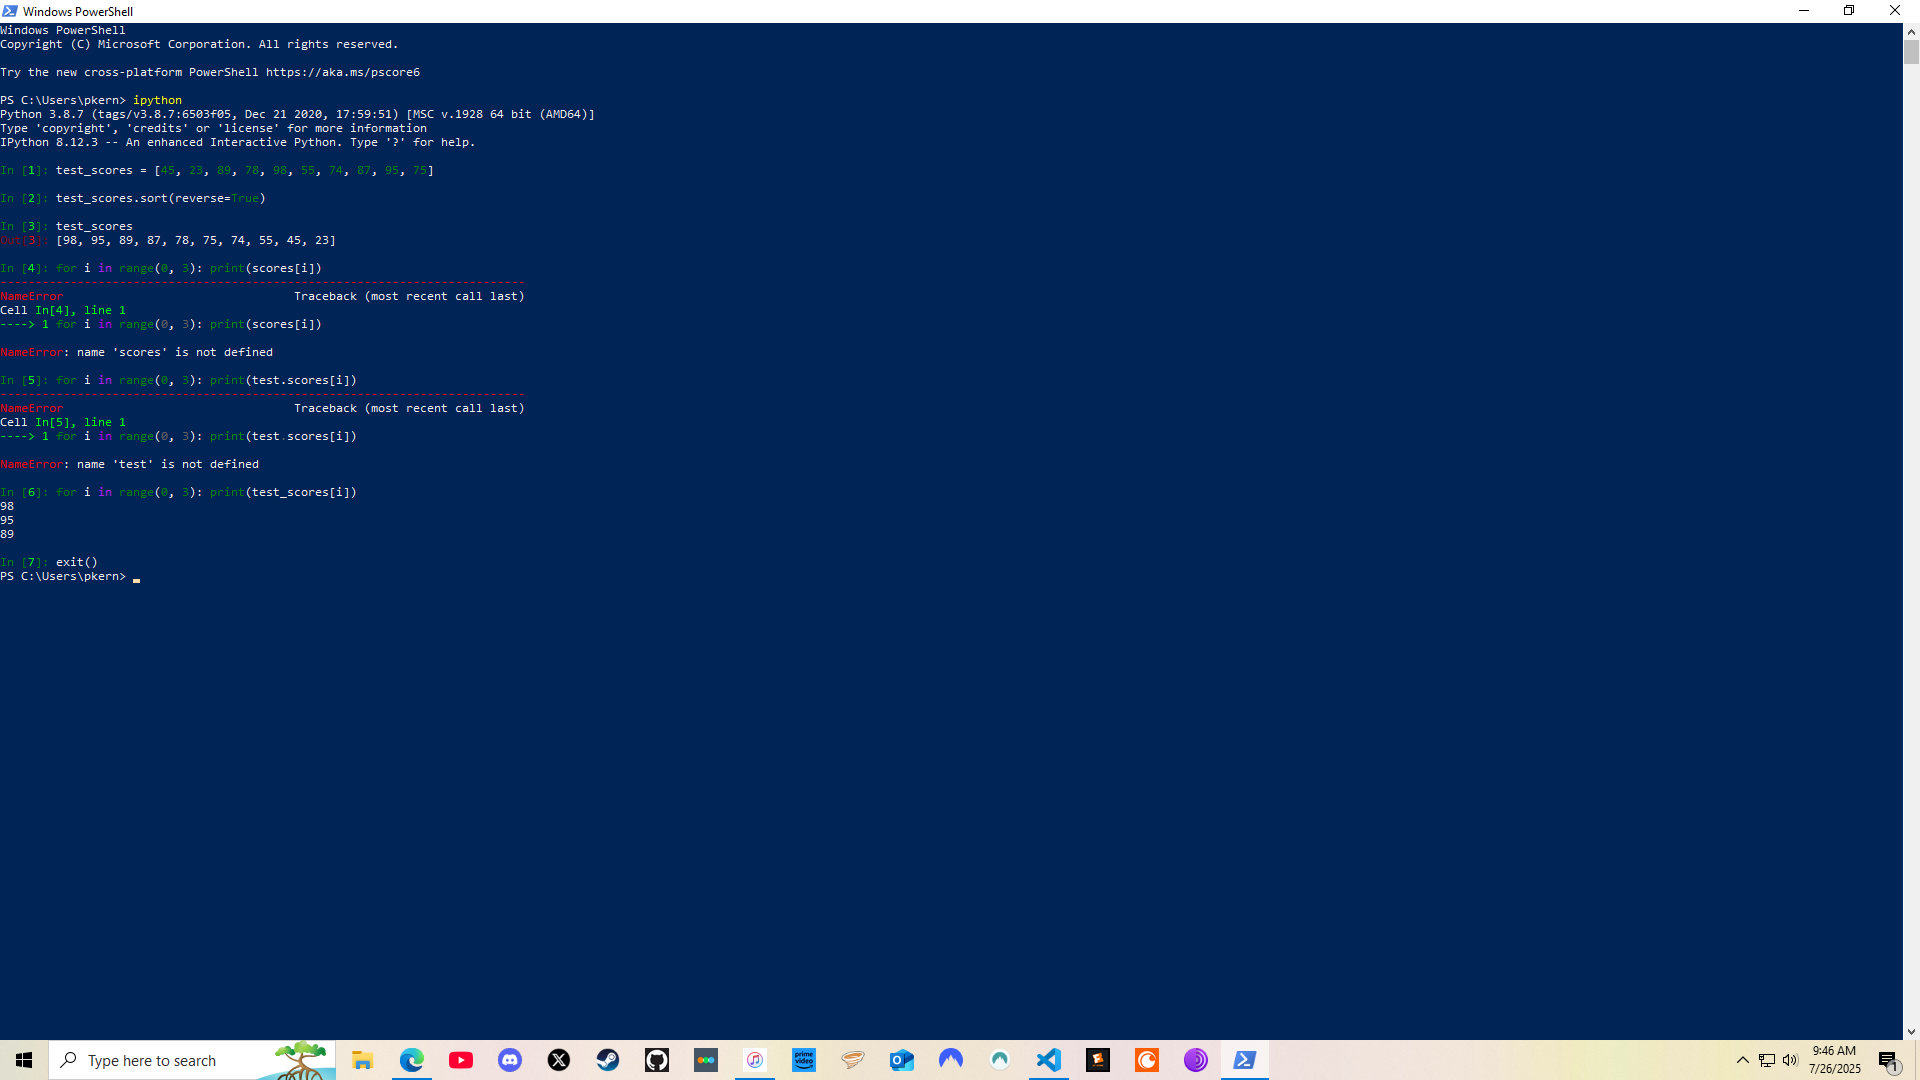 Windows PowerShell
Windows PowerShell
Copyright (C) Microsoft Corporation. All rights reserved.
Try the new cross-platform PowerShell https://aka.ms/pscore6
PS C:\Users\pkern> ipython
Python 3.8.7 (tags/v3.8.7:6503f05, Dec 21 2020, 17:59:51) [MSC v.1928 64 bit (AMD64)]
Type 'copyright', 'credits' or 'license' for more information
IPython 8.12.3 -- An enhanced Interactive Python. Type '?' for help.
In [1]: test_scores = [45, 23, 89, 78, 98, 55, 74, 87, 95, 75]
In [2]: test_scores.sort(reverse=True)
In [3]: test_scores
Out[3]: [98, 95, 89, 87, 78, 75, 74, 55, 45, 23]
In [4]: for i in range(0, 3): print(scores[i])
---------------------------------------------------------------------------
NameError                                 Traceback (most recent call last)
Cell In[4], line 1
----> 1 for i in range(0, 3): print(scores[i])
NameError: name 'scores' is not defined
In [5]: for i in range(0, 3): print(test.scores[i])
---------------------------------------------------------------------------
NameError                                 Traceback (most recent call last)
Cell In[5], line 1
----> 1 for i in range(0, 3): print(test.scores[i])
NameError: name 'test' is not defined
In [6]: for i in range(0, 3): print(test_scores[i])
98
95
89
In [7]: exit()
PS C:\Users\pkern>
Type here to search
prime video
9:46 AM
7/26/2025
1